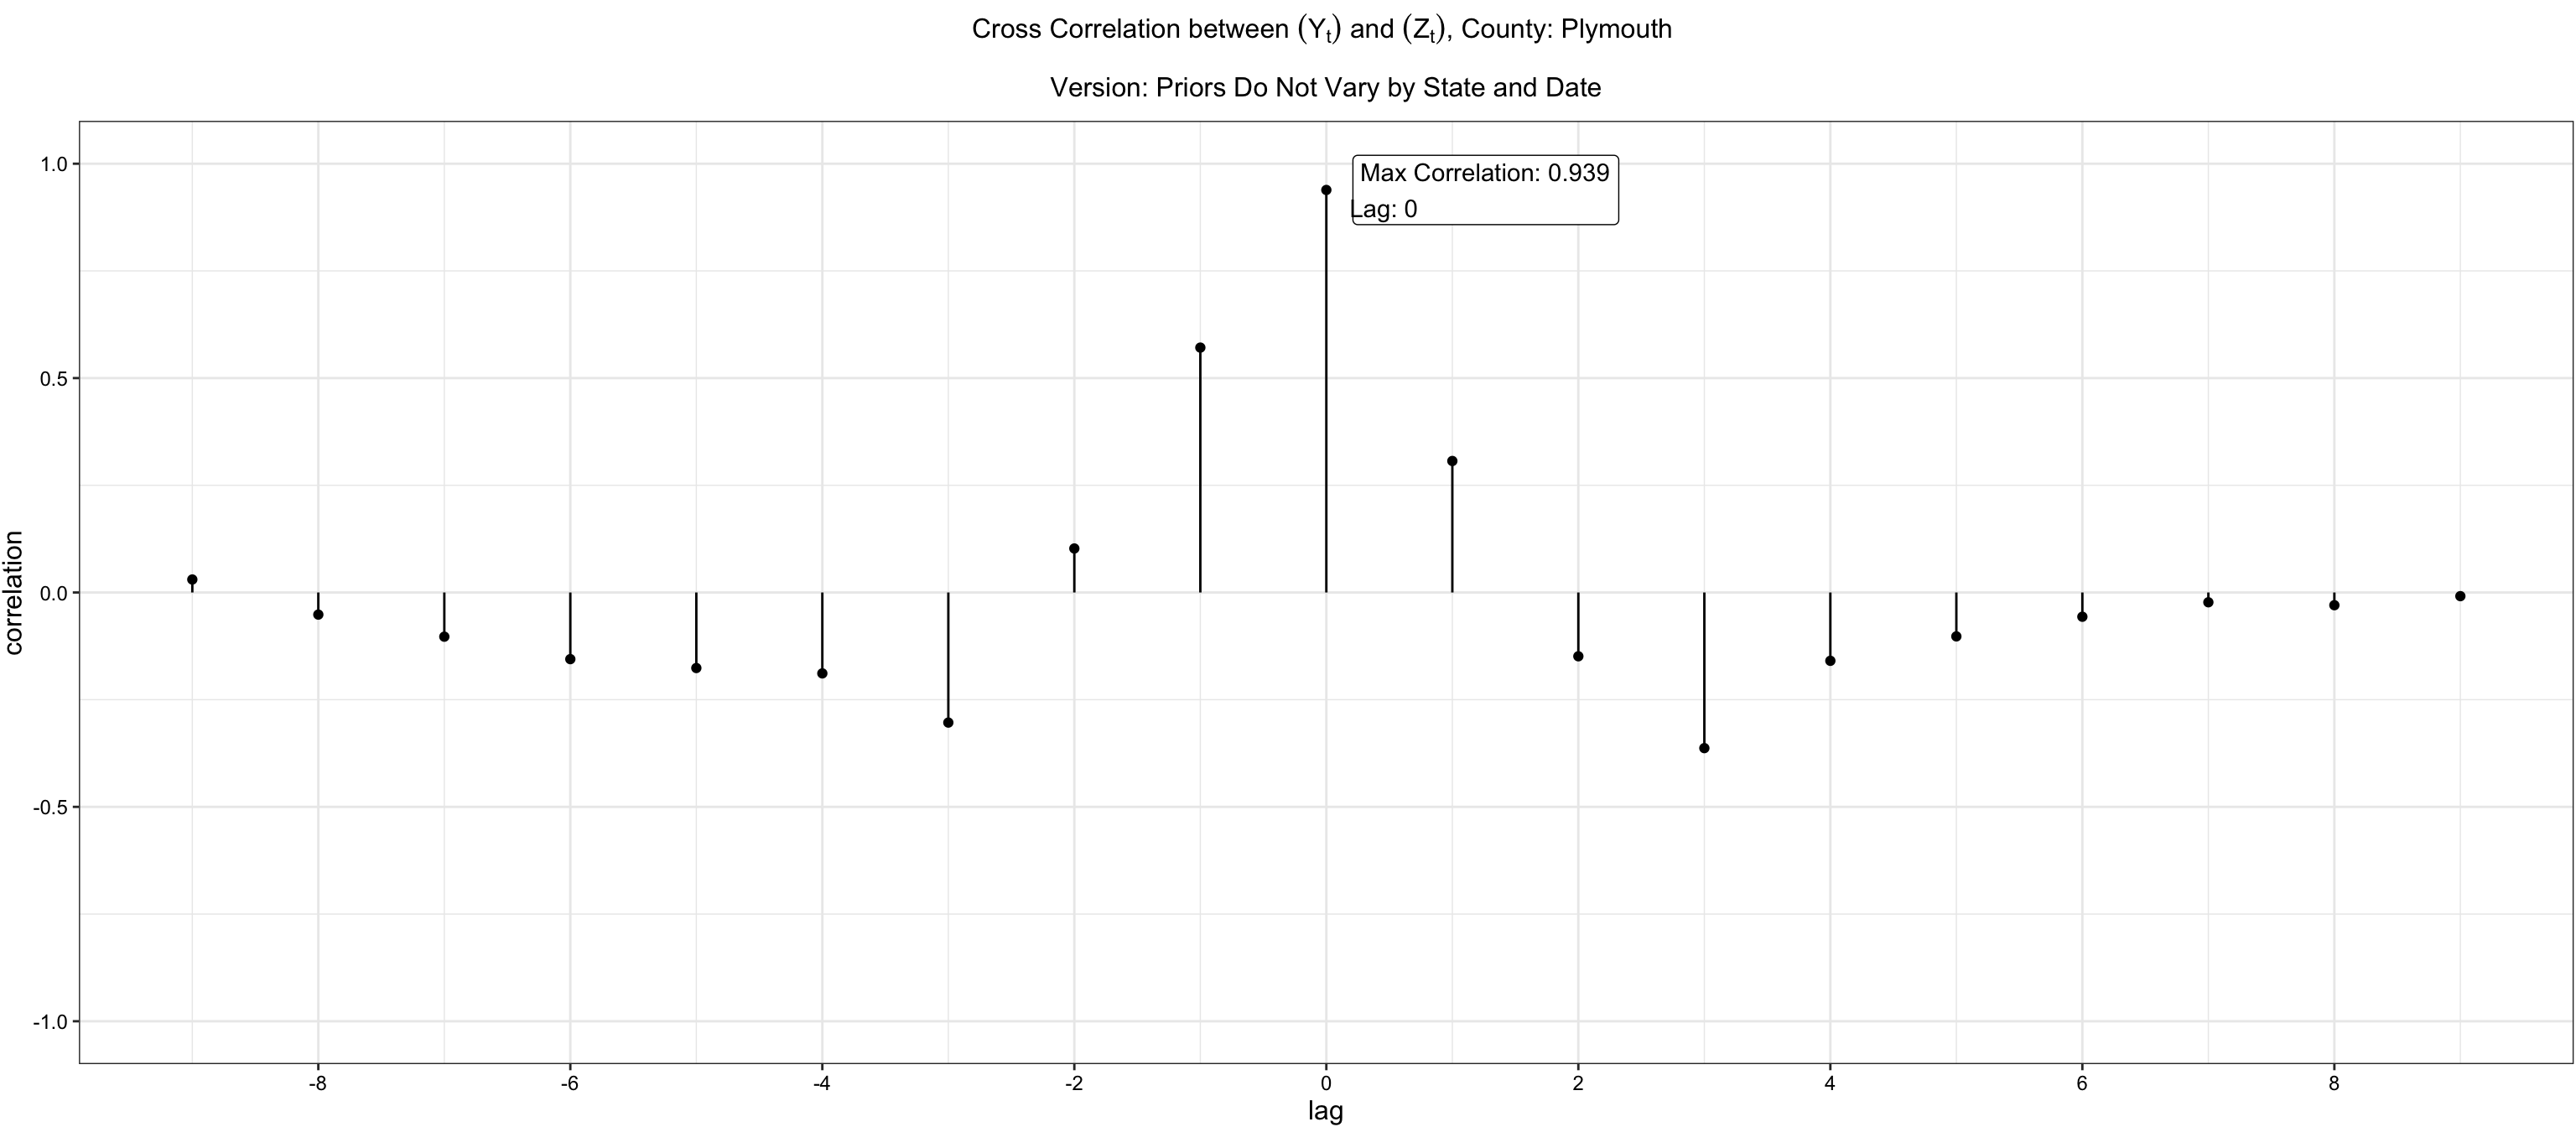 Cross Correlation between (Yt) and (Zt), County: Plymouth
Version: Priors Do Not Vary by State and Date
Max Correlation: 0.939
Lag: 0
1.0
0.5
0.0
-0.5
-1.0
correlation
-8 -6 -4 -2 0 2 4 6 8
lag